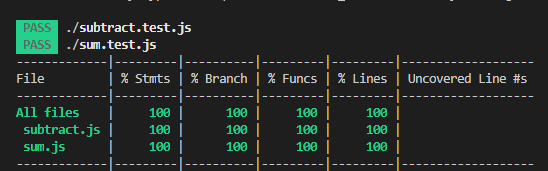 PASS ./subtract.test.js
PASS ./sum.test.js
-------------|---------|----------|---------|---------|-------------------
File         | % Stmts | % Branch | % Funcs | % Lines | Uncovered Line #s
-------------|---------|----------|---------|---------|-------------------
All files    |     100 |      100 |     100 |     100 |
 subtract.js |     100 |      100 |     100 |     100 |
 sum.js      |     100 |      100 |     100 |     100 |
-------------|---------|----------|---------|---------|-------------------